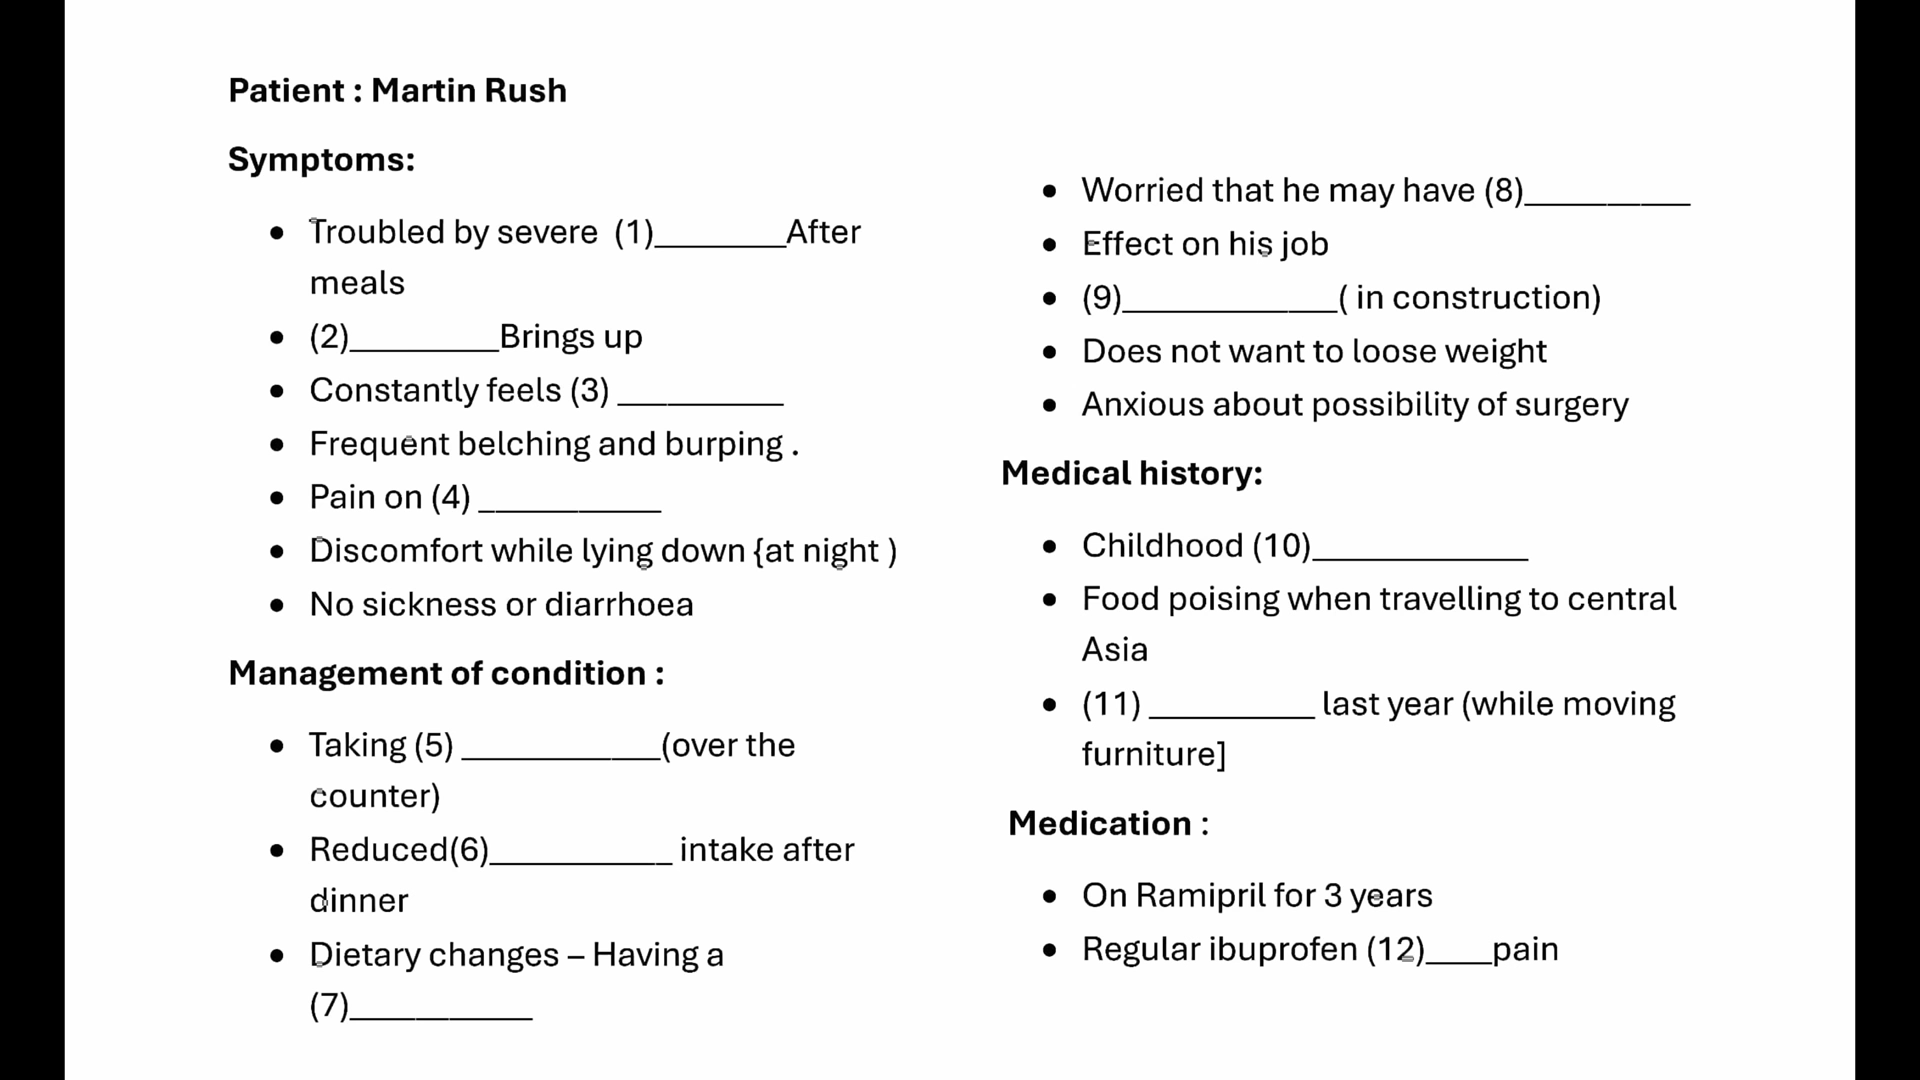 Patient : Martin Rush
Symptoms:
• Troubled by severe (1)________After
meals
• (2)_________Brings up
• Constantly feels (3) __________
• Frequent belching and burping .
• Pain on (4) ___________
• Discomfort while lying down {at night )
• No sickness or diarrhoea
Management of condition :
• Taking (5) ____________(over the
counter)
• Reduced(6)___________ intake after
dinner
• Dietary changes – Having a
(7)___________
• Worried that he may have (8)__________
• Effect on his job
• (9)_____________( in construction)
• Does not want to loose weight
• Anxious about possibility of surgery
Medical history:
• Childhood (10)_____________
• Food poising when travelling to central
Asia
• (11) __________ last year (while moving
furniture]
Medication :
• On Ramipril for 3 years
• Regular ibuprofen (12)____pain